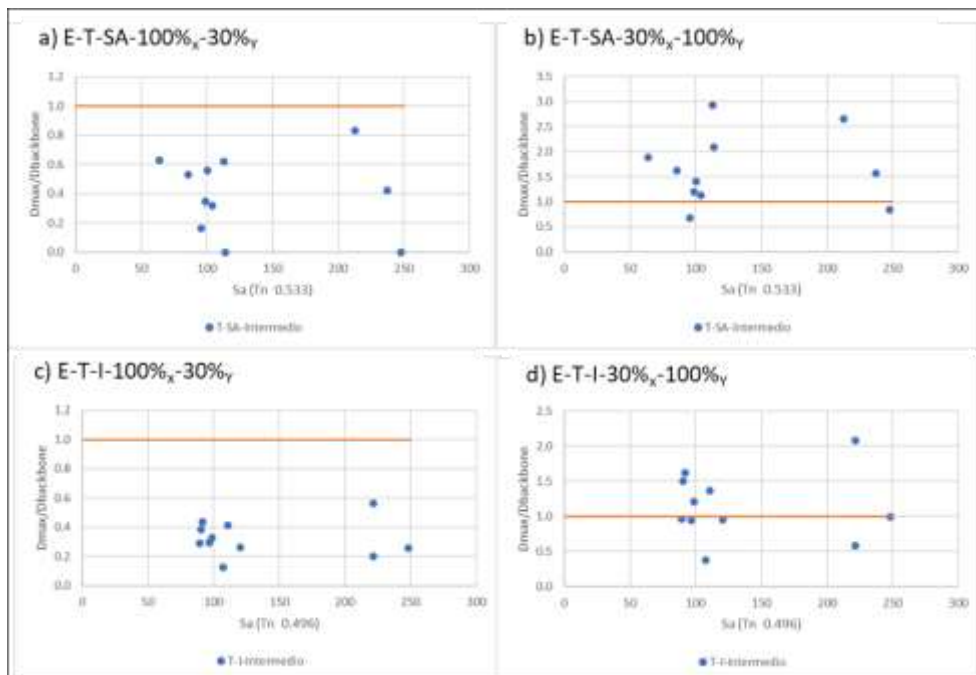 a) E-T-SA-100%X-30%Y
1.2
1.0
0.8
0.6
0.4
0.2
0.0
Dmax/Dbackbone
0 50 100 150 200 250 300
Sa (Tn 0.533)
T-SA-Intermedio
b) E-T-SA-30%X-100%Y
3.5
3.0
2.5
2.0
1.5
1.0
0.5
0.0
Dmax/Dbackbone
0 50 100 150 200 250 300
Sa (Tn 0.533)
T-SA-Intermedio
c) E-T-I-100%X-30%Y
1.2
1.0
0.8
0.6
0.4
0.2
0.0
Dmax/Dbackbone
0 50 100 150 200 250 300
Sa (Tn 0.496)
T-I-Intermedio
d) E-T-I-30%X-100%Y
2.5
2.0
1.5
1.0
0.5
0.0
Dmax/Dbackbone
0 50 100 150 200 250 300
Sa (Tn 0.496)
T-I-Intermedio